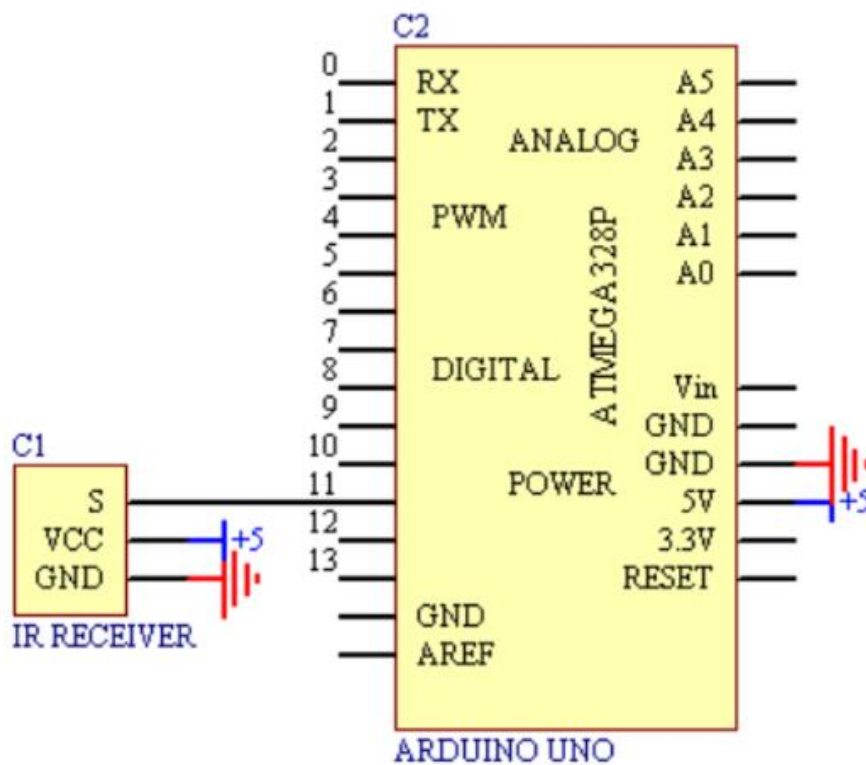 C2
0 RX A5
1 TX A4
2 ANALOG A3
3 A2
4 PWM A1
5 A0
6
7
8 DIGITAL Vin
9 GND
10 GND
11 POWER 5V +5
12 3.3V
13 RESET
GND
AREF
ATMEGA328P
ARDUINO UNO
C1
S
VCC +5
GND
IR RECEIVER